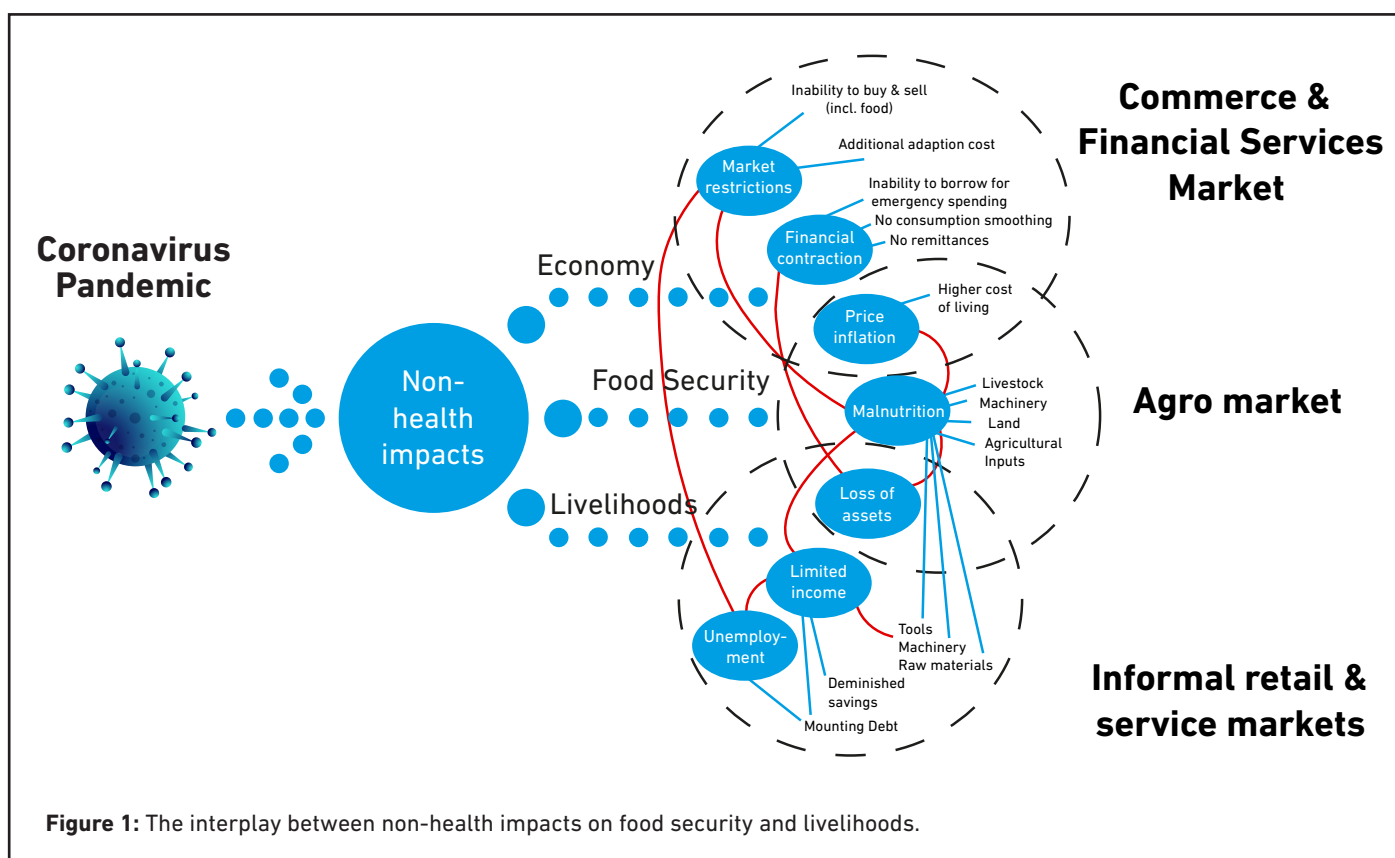 Coronavirus
Pandemic
Non-
health
impacts
Economy
Food Security
Livelihoods
Inability to buy & sell
(incl. food)
Additional adaption cost
Market
restrictions
Inability to borrow for
emergency spending
No consumption smoothing
No remittances
Financial
contraction
Higher cost
of living
Price
inflation
Malnutrition
Livestock
Machinery
Land
Agricultural
Inputs
Loss of
assets
Limited
income
Unemploy-
ment
Tools
Machinery
Raw materials
Deminished
savings
Mounting Debt
Commerce &
Financial Services
Market
Agro market
Informal retail &
service markets
Figure 1: The interplay between non-health impacts on food security and livelihoods.